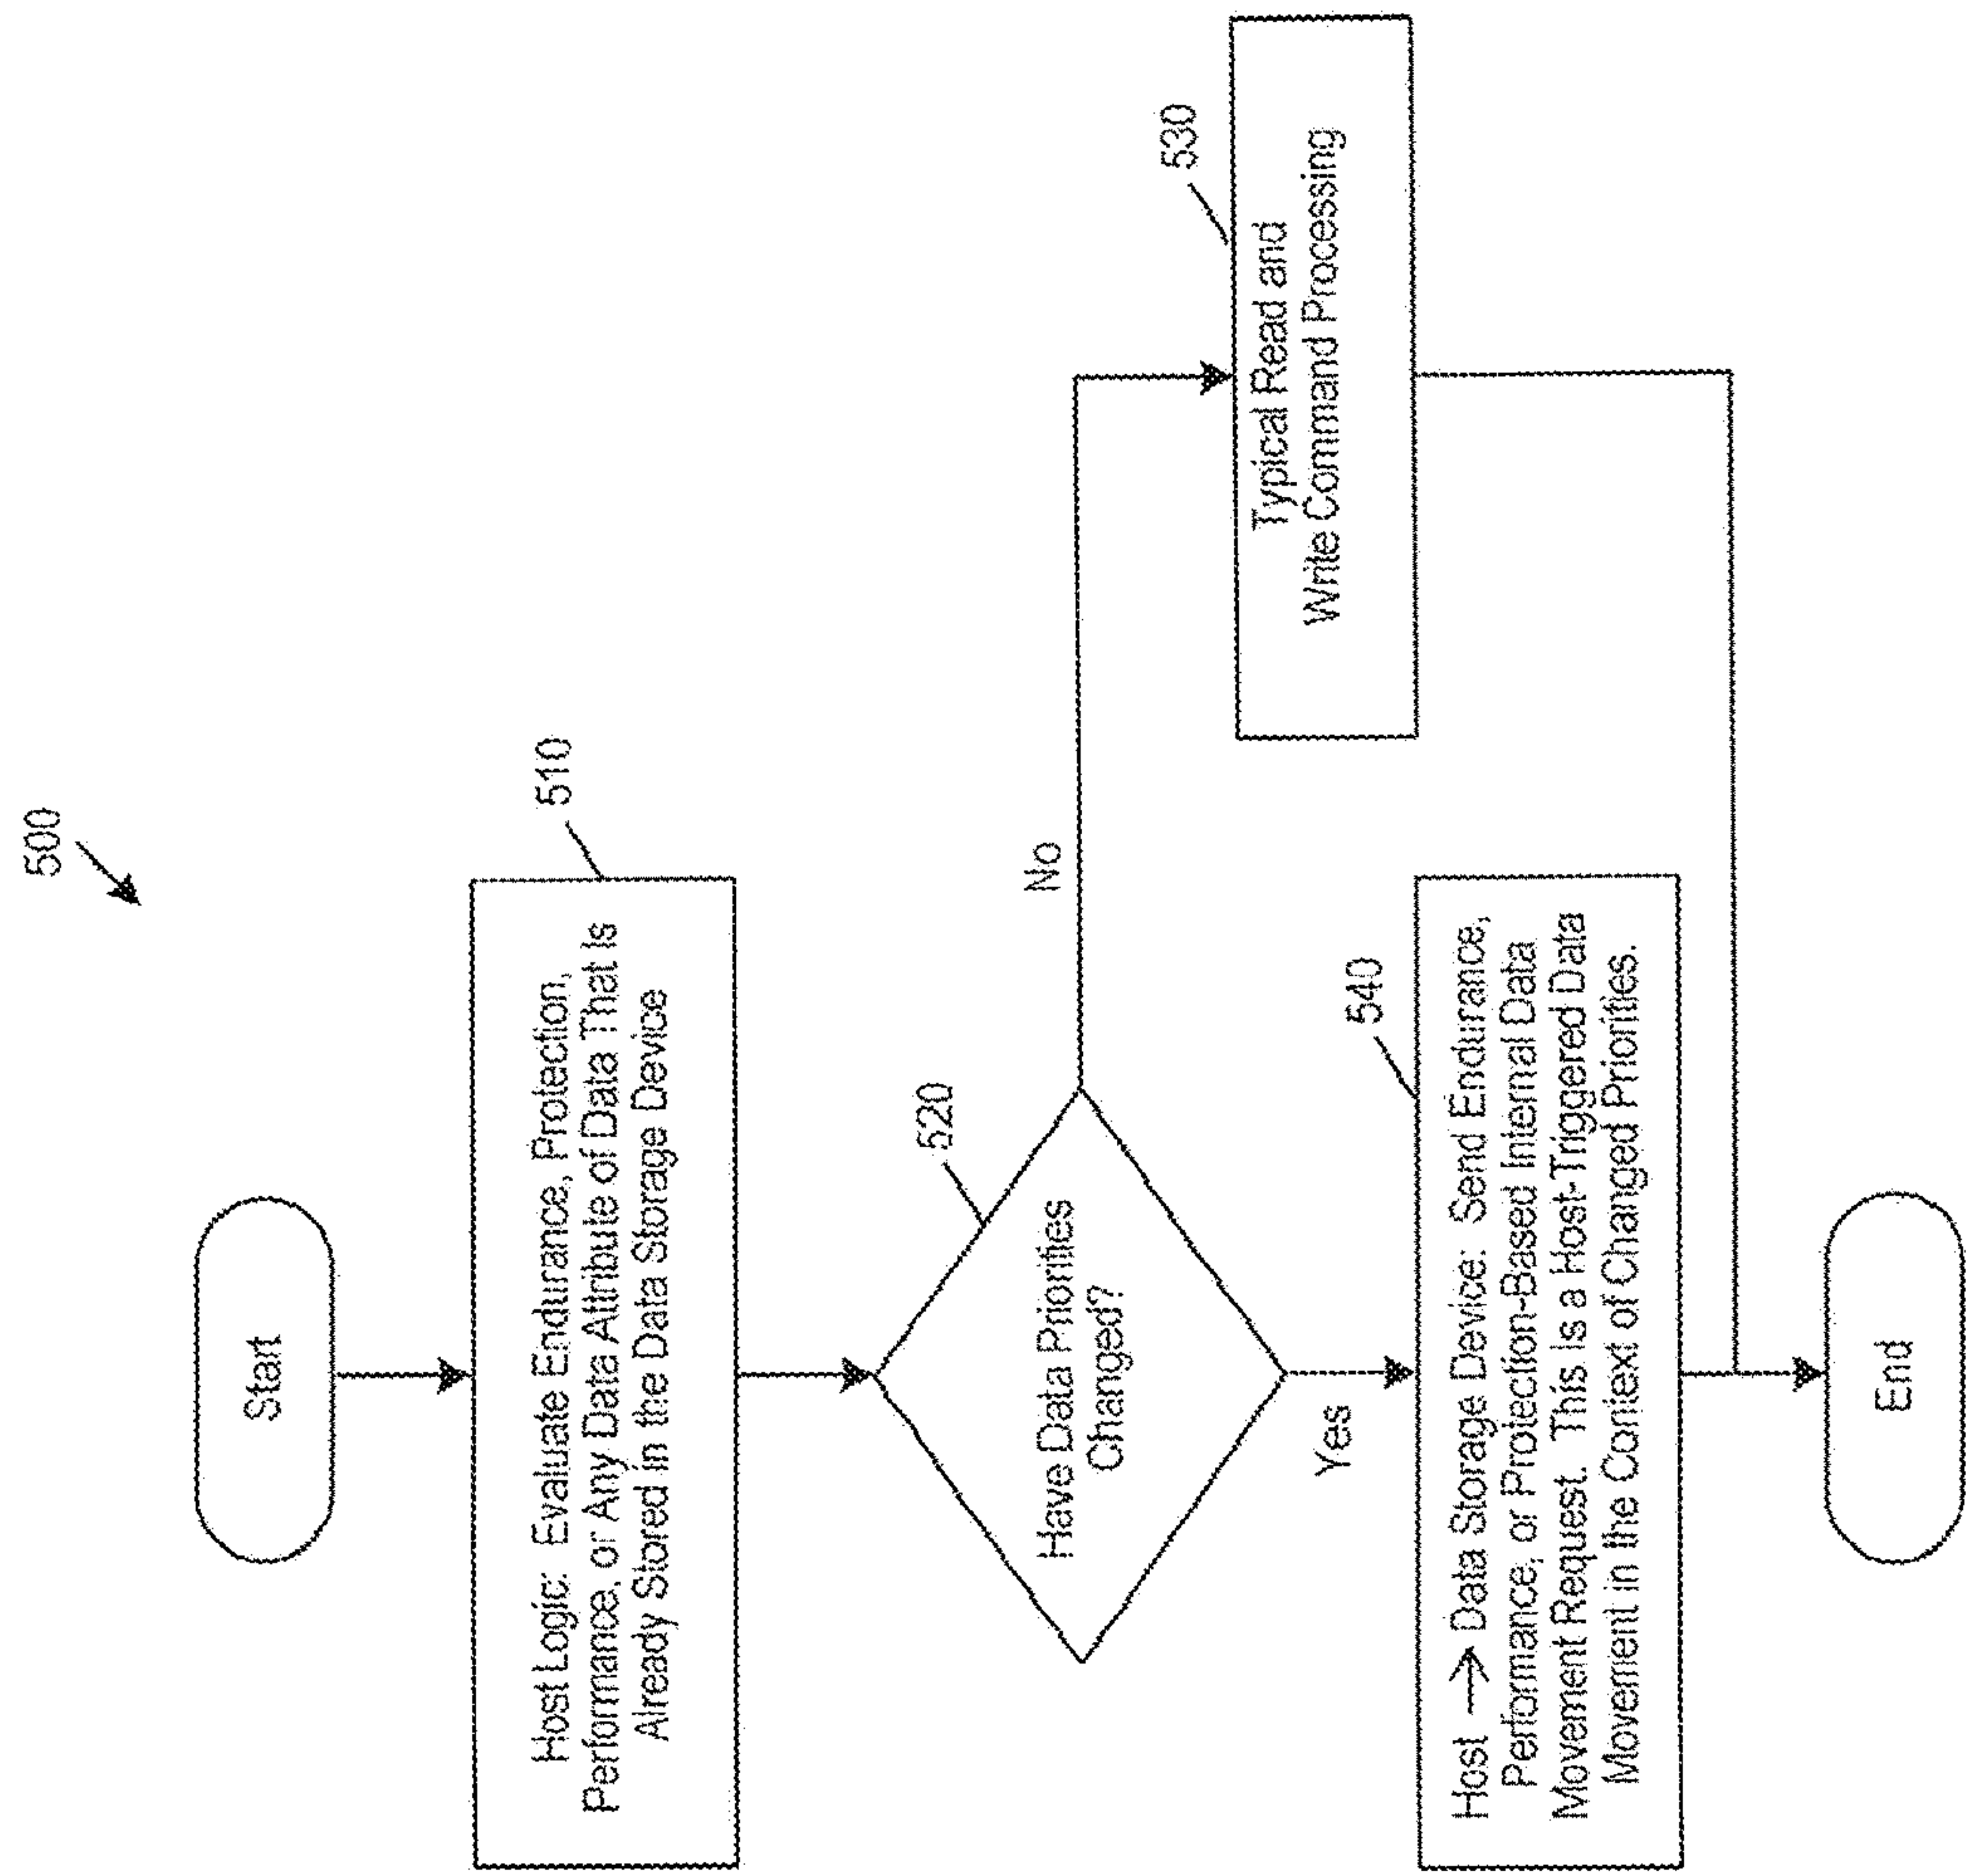 500
Start
510
Host Logic: Evaluate Endurance, Protection,
Performance, or Any Data Attribute of Data That Is
Already Stored in the Data Storage Device
520
Have Data Priorities
Changed?
No
530
Typical Read and
Write Command Processing
Yes
540
Host → Data Storage Device: Send Endurance,
Performance, or Protection-Based Internal Data
Movement Request. This Is a Host-Triggered Data
Movement in the Context of Changed Priorities.
End